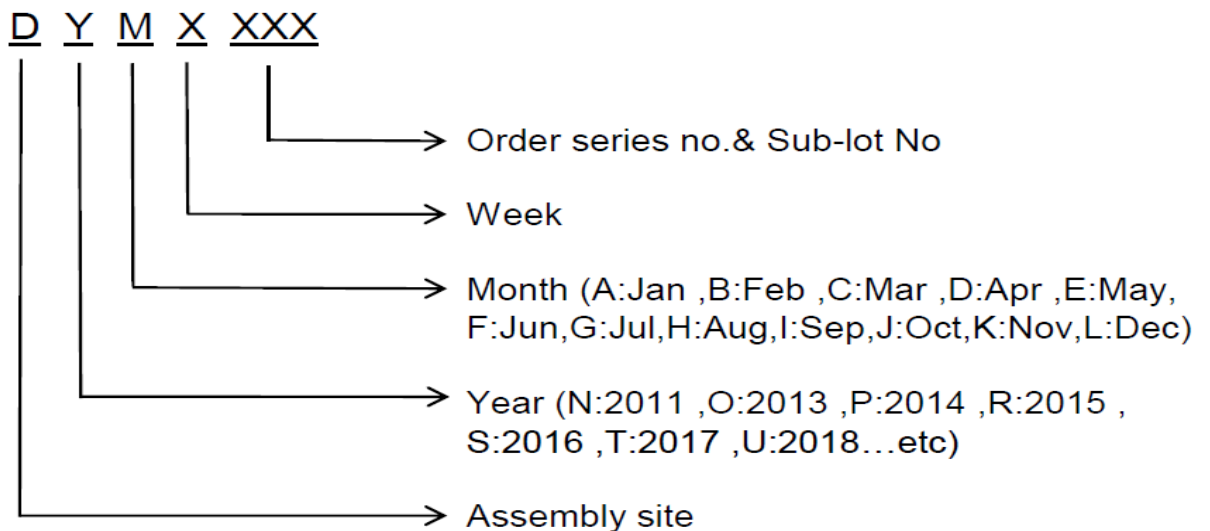 D Y M X XXX
Order series no.& Sub-lot No
Week
Month (A:Jan ,B:Feb ,C:Mar ,D:Apr ,E:May,
F:Jun,G:Jul,H:Aug,I:Sep,J:Oct,K:Nov,L:Dec)
Year (N:2011 ,O:2013 ,P:2014 ,R:2015 ,
S:2016 ,T:2017 ,U:2018...etc)
Assembly site